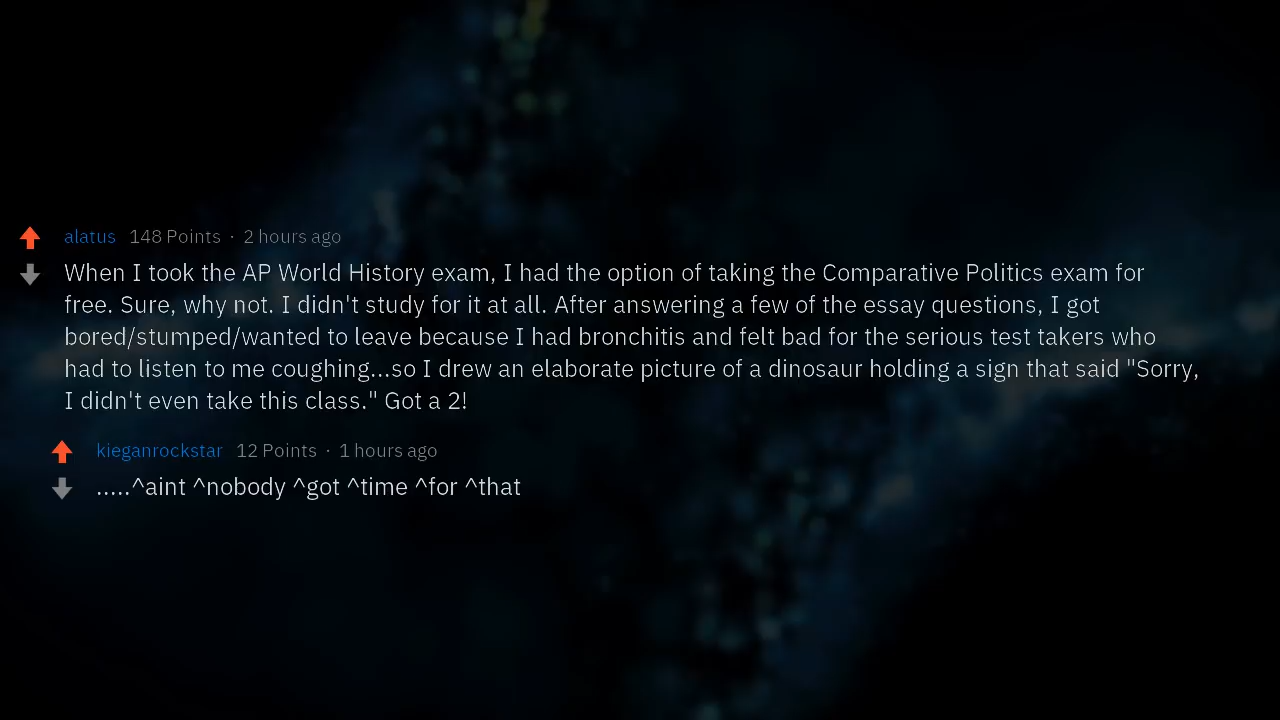 alatus 148 Points · 2 hours ago
When I took the AP World History exam, I had the option of taking the Comparative Politics exam for
free. Sure, why not. I didn't study for it at all. After answering a few of the essay questions, I got
bored/stumped/wanted to leave because I had bronchitis and felt bad for the serious test takers who
had to listen to me coughing...so I drew an elaborate picture of a dinosaur holding a sign that said "Sorry,
I didn't even take this class." Got a 2!
kieganrockstar 12 Points · 1 hours ago
.....^aint ^nobody ^got ^time ^for ^that